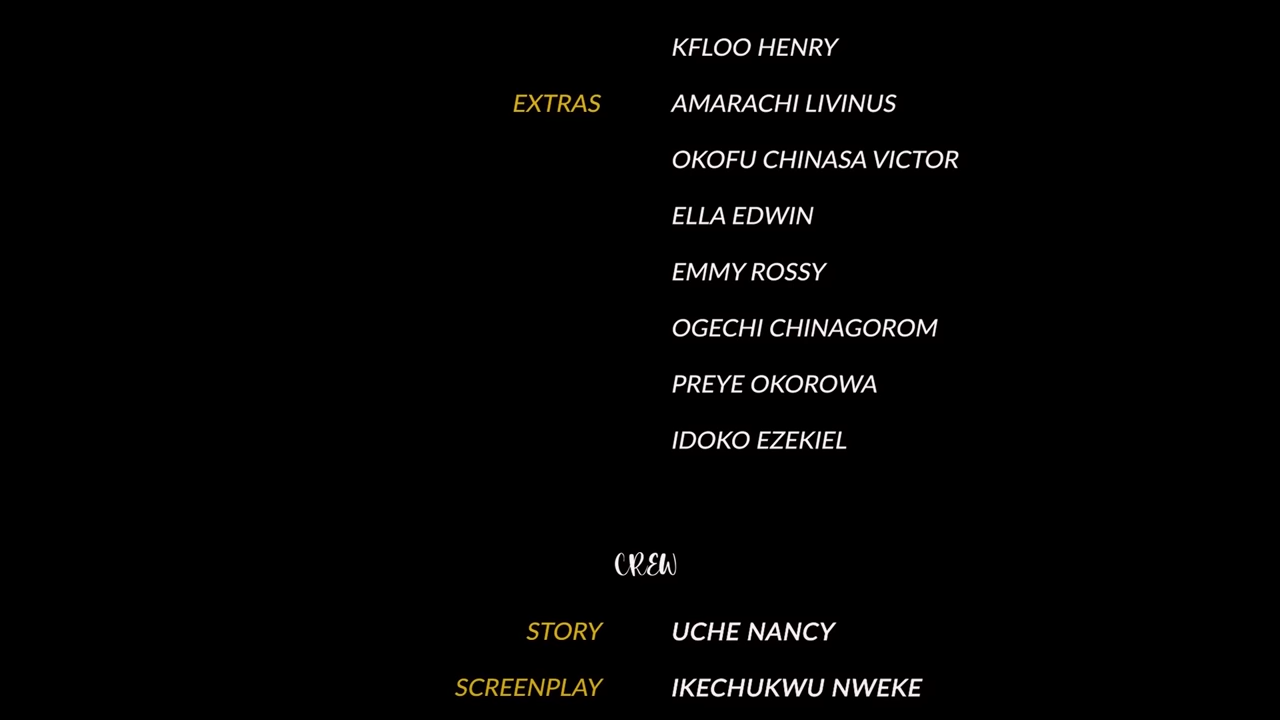 KFLOO HENRY
EXTRAS AMARACHI LIVINUS
OKOFU CHINASA VICTOR
ELLA EDWIN
EMMY ROSSY
OGECHI CHINAGOROM
PREYE OKOROWA
IDOKO EZEKIEL
CREW
STORY UCHE NANCY
SCREENPLAY IKECHUKWU NWEKE